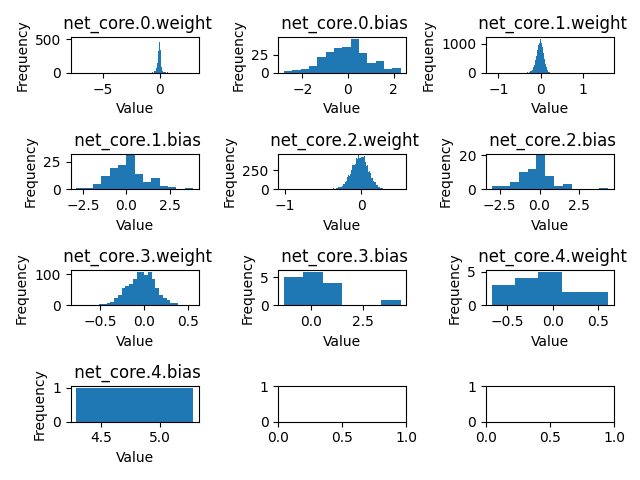 net_core.0.weight
500
0
−5
0
Frequency
Value
net_core.0.bias
25
0
−2
0
2
Frequency
Value
net_core.1.weight
1000
0
−1
0
1
Frequency
Value
net_core.1.bias
25
0
−2.5
0.0
2.5
Frequency
Value
net_core.2.weight
250
0
−1
0
Frequency
Value
net_core.2.bias
20
0
−2.5
0.0
2.5
Frequency
Value
net_core.3.weight
100
0
−0.5
0.0
0.5
Frequency
Value
net_core.3.bias
5
0
0.0
2.5
Frequency
Value
net_core.4.weight
5
0
−0.5
0.0
0.5
Frequency
Value
net_core.4.bias
1
0
4.5
5.0
Frequency
Value
1
0
0.0
0.5
1.0
1
0
0.0
0.5
1.0